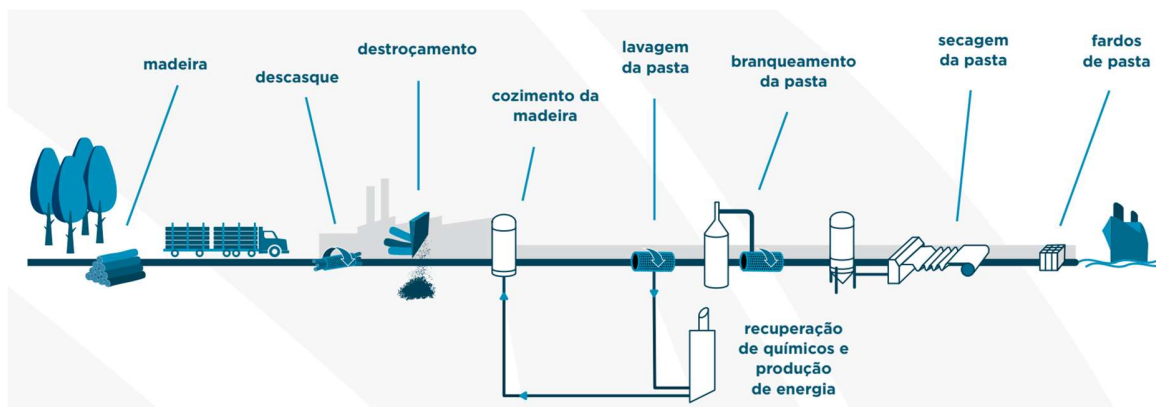 madeira
descasque
destroçamento
cozimento da
madeira
lavagem
da pasta
branqueamento
da pasta
secagem
da pasta
fardos
de pasta
recuperação
de químicos e
produção
de energia